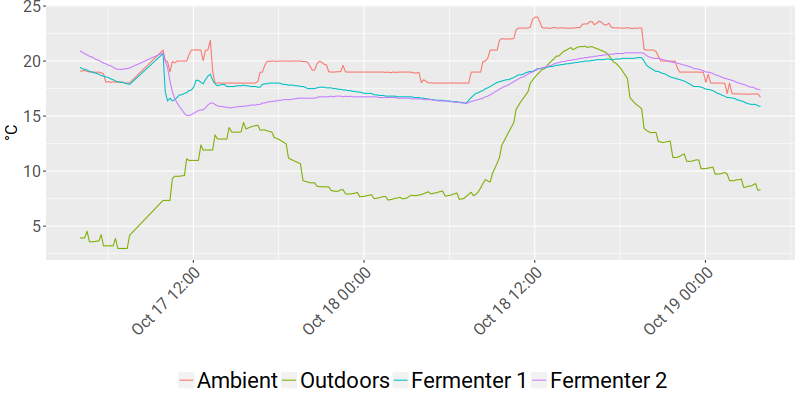 25
20
15
10
5
°C
Oct 17 12:00
Oct 18 00:00
Oct 18 12:00
Oct 19 00:00
Ambient Outdoors Fermenter 1 Fermenter 2